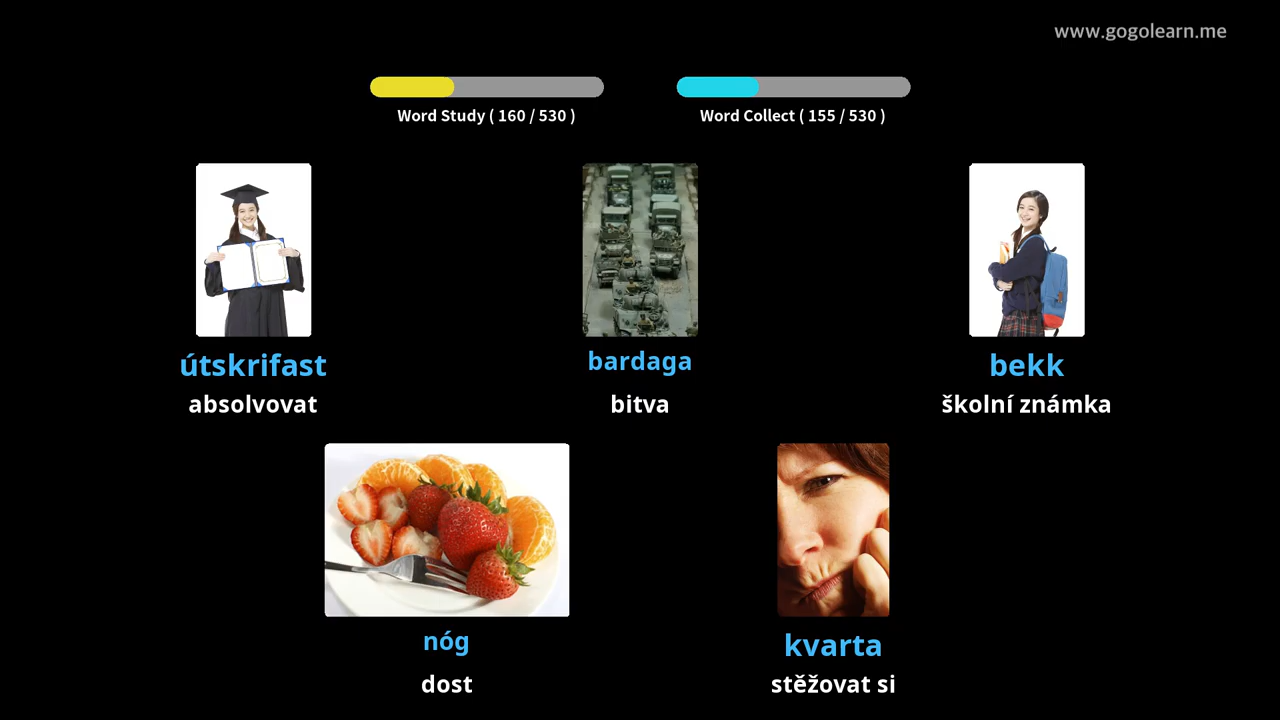 www.gogolearn.me
Word Study ( 160 / 530 )
Word Collect ( 155 / 530 )
útskrifast
bardaga
bekk
absolvovat
bitva
školní známka
nóg
kvarta
dost
stěžovat si